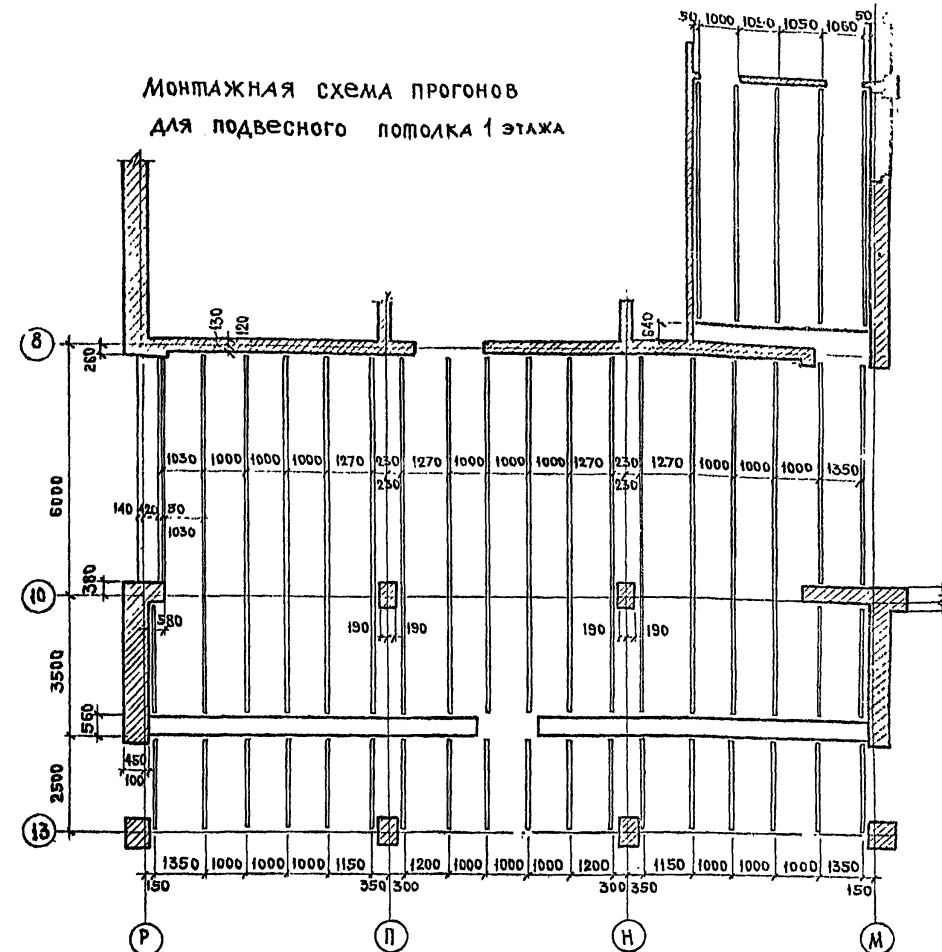 50 1000 1050 1050 1060 50
МОНТАЖНАЯ СХЕМА ПРОГОНОВ
ДЛЯ ПОДВЕСНОГО ПОТОЛКА 1 ЭТАЖА
130 120 640
8
260
1030 1000 1000 1000 1270 230 1270 1000 1000 1000 1270 230 1270 1000 1000 1000 1350
230 230
6000
140 120 50
1030
380
10
580
190 190 190 190
3500
560
450
100
2500
13
1350 1000 1000 1000 1150 1200 1000 1000 1000 1200 1150 1000 1000 1000 1350
150 350 300 300 350 150
Р П Н М